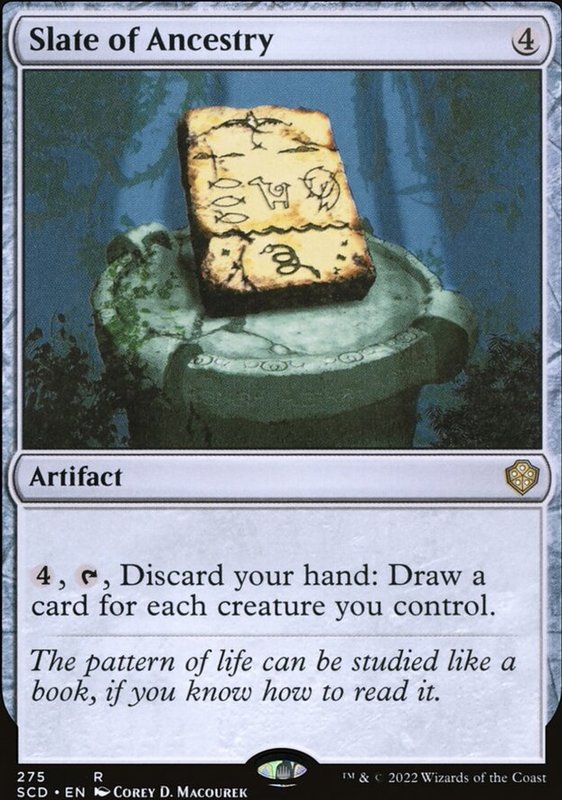 Slate of Ancestry 4
Artifact
4, , Discard your hand: Draw a
card for each creature you control.
The pattern of life can be studied like a
book, if you know how to read it.
275 R
SCD • EN COREY D. MACOUREK
™ & © 2022 Wizards of the Coast